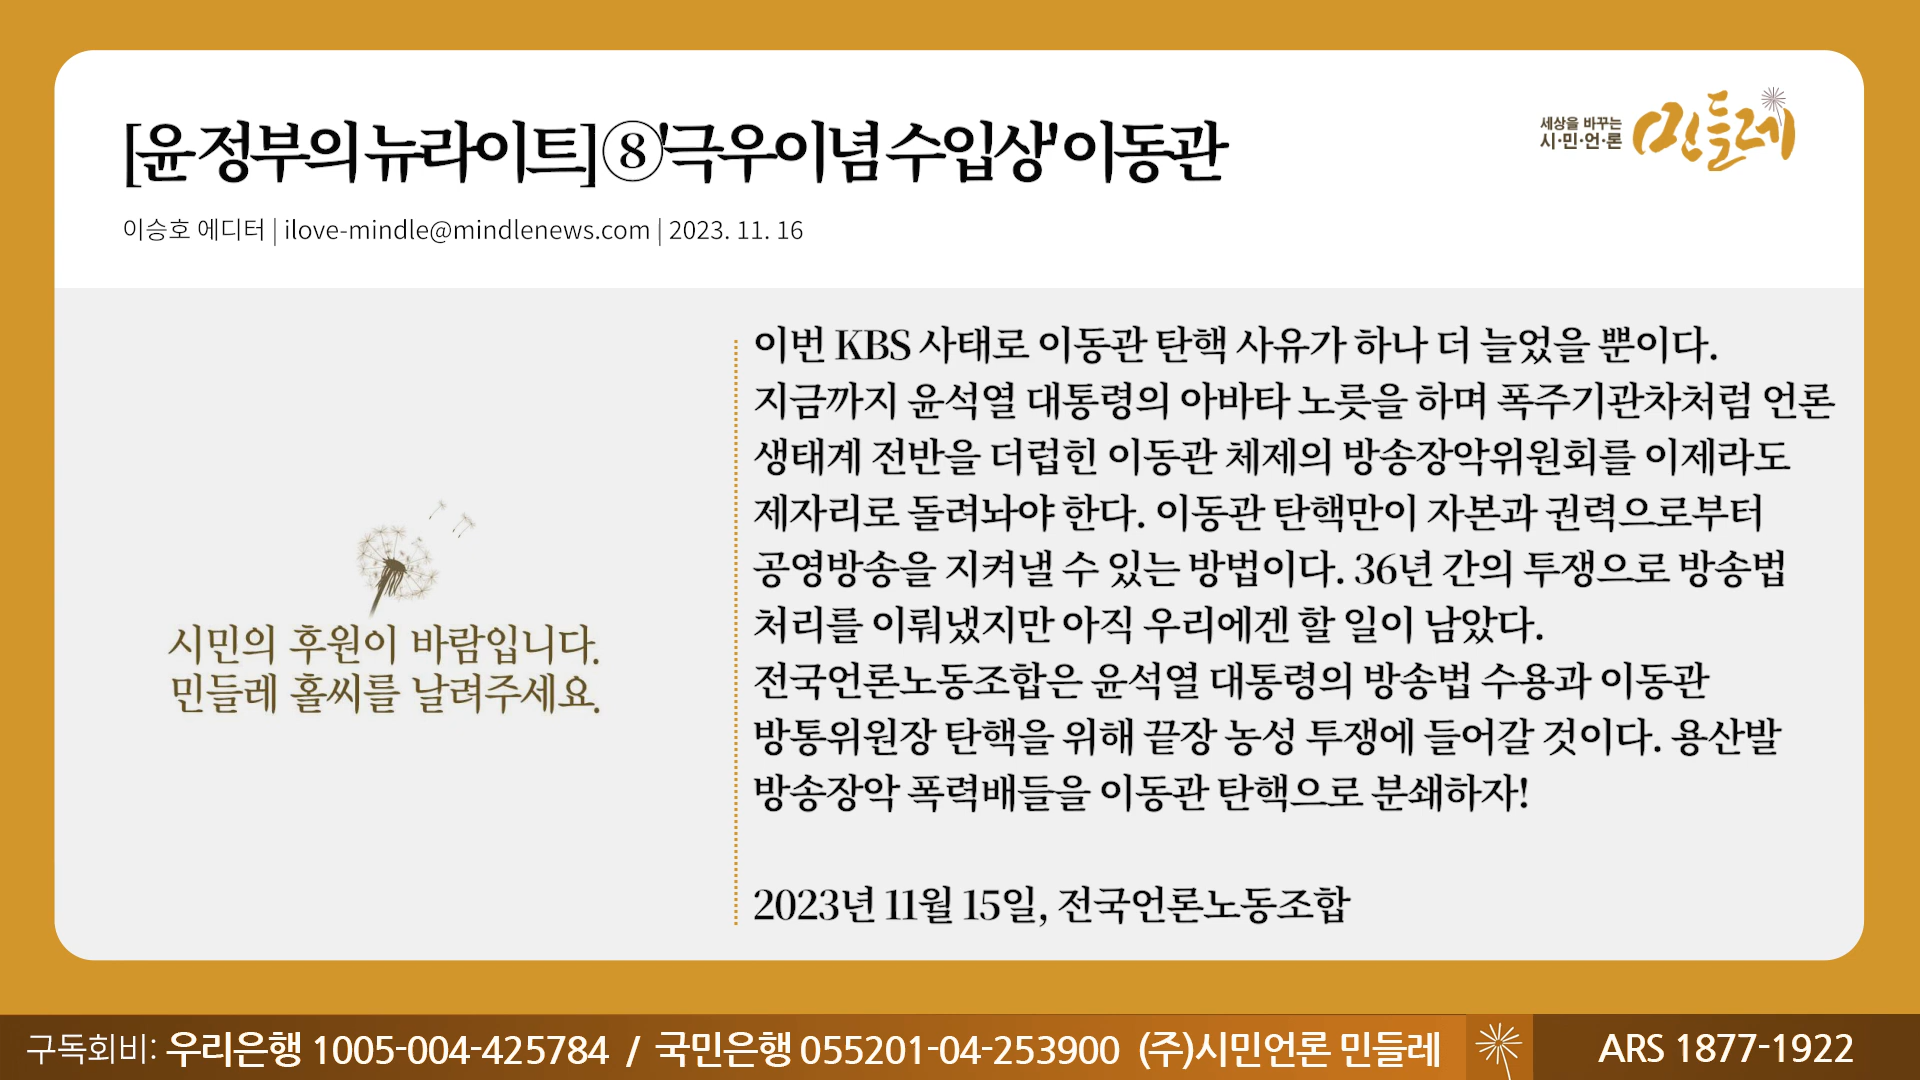 [윤 정부의 뉴라이트] ⑧'극우이념 수입상' 이동관
세상을 바꾸는
시·민·언·론
민들레
이승호 에디터 | ilove-mindle@mindlenews.com | 2023. 11. 16
이번 KBS 사태로 이동관 탄핵 사유가 하나 더 늘었을 뿐이다.
지금까지 윤석열 대통령의 아바타 노릇을 하며 폭주기관차처럼 언론
생태계 전반을 더럽힌 이동관 체제의 방송장악위원회를 이제라도
제자리로 돌려놔야 한다. 이동관 탄핵만이 자본과 권력으로부터
공영방송을 지켜낼 수 있는 방법이다. 36년 간의 투쟁으로 방송법
처리를 이뤄냈지만 아직 우리에겐 할 일이 남았다.
전국언론노동조합은 윤석열 대통령의 방송법 수용과 이동관
방통위원장 탄핵을 위해 끝장 농성 투쟁에 들어갈 것이다. 용산발
방송장악 폭력배들을 이동관 탄핵으로 분쇄하자!
2023년 11월 15일, 전국언론노동조합
시민의 후원이 바람입니다.
민들레 홀씨를 날려주세요.
구독회비: 우리은행 1005-004-425784 / 국민은행 055201-04-253900 (주)시민언론 민들레
ARS 1877-1922